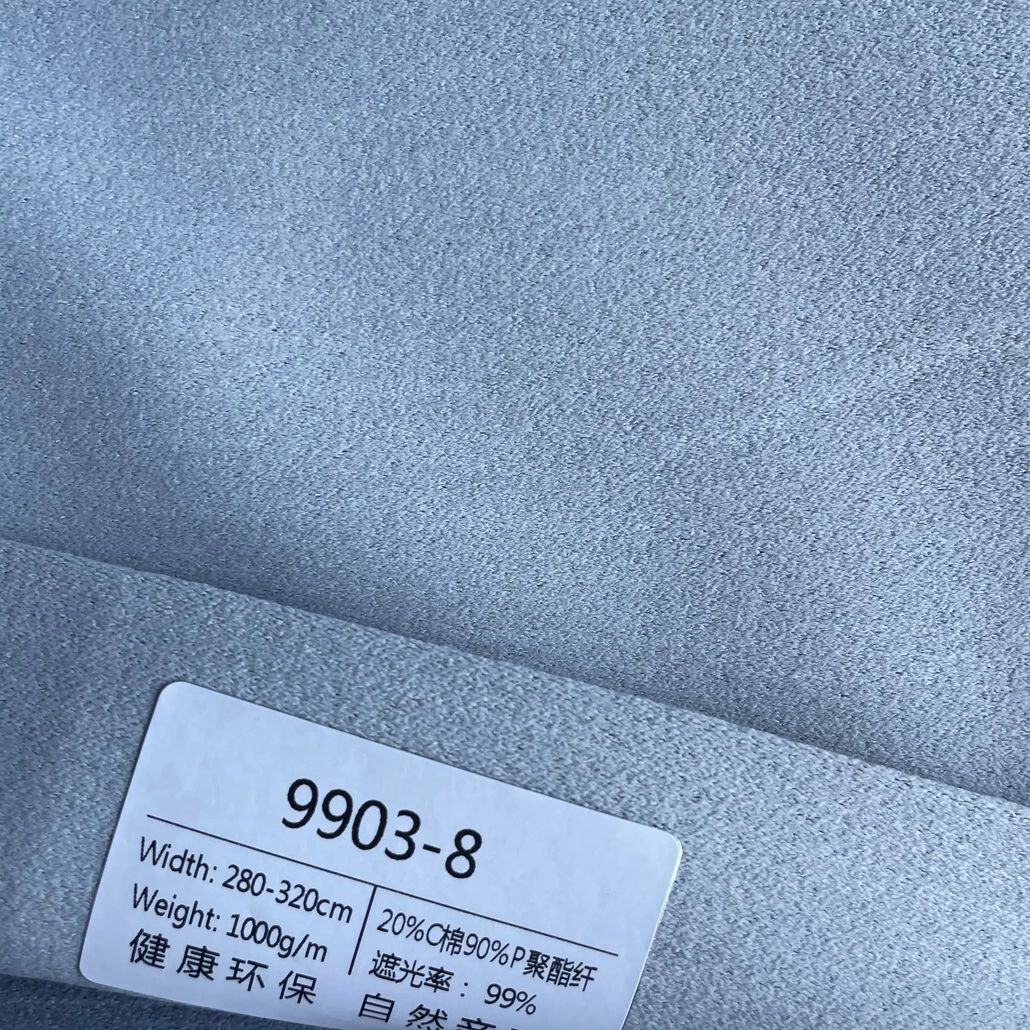 9903-8
Width: 280-320cm
Weight: 1000g/m
20%C棉90%P聚酯纤
遮光率：99%
健康环保 自然